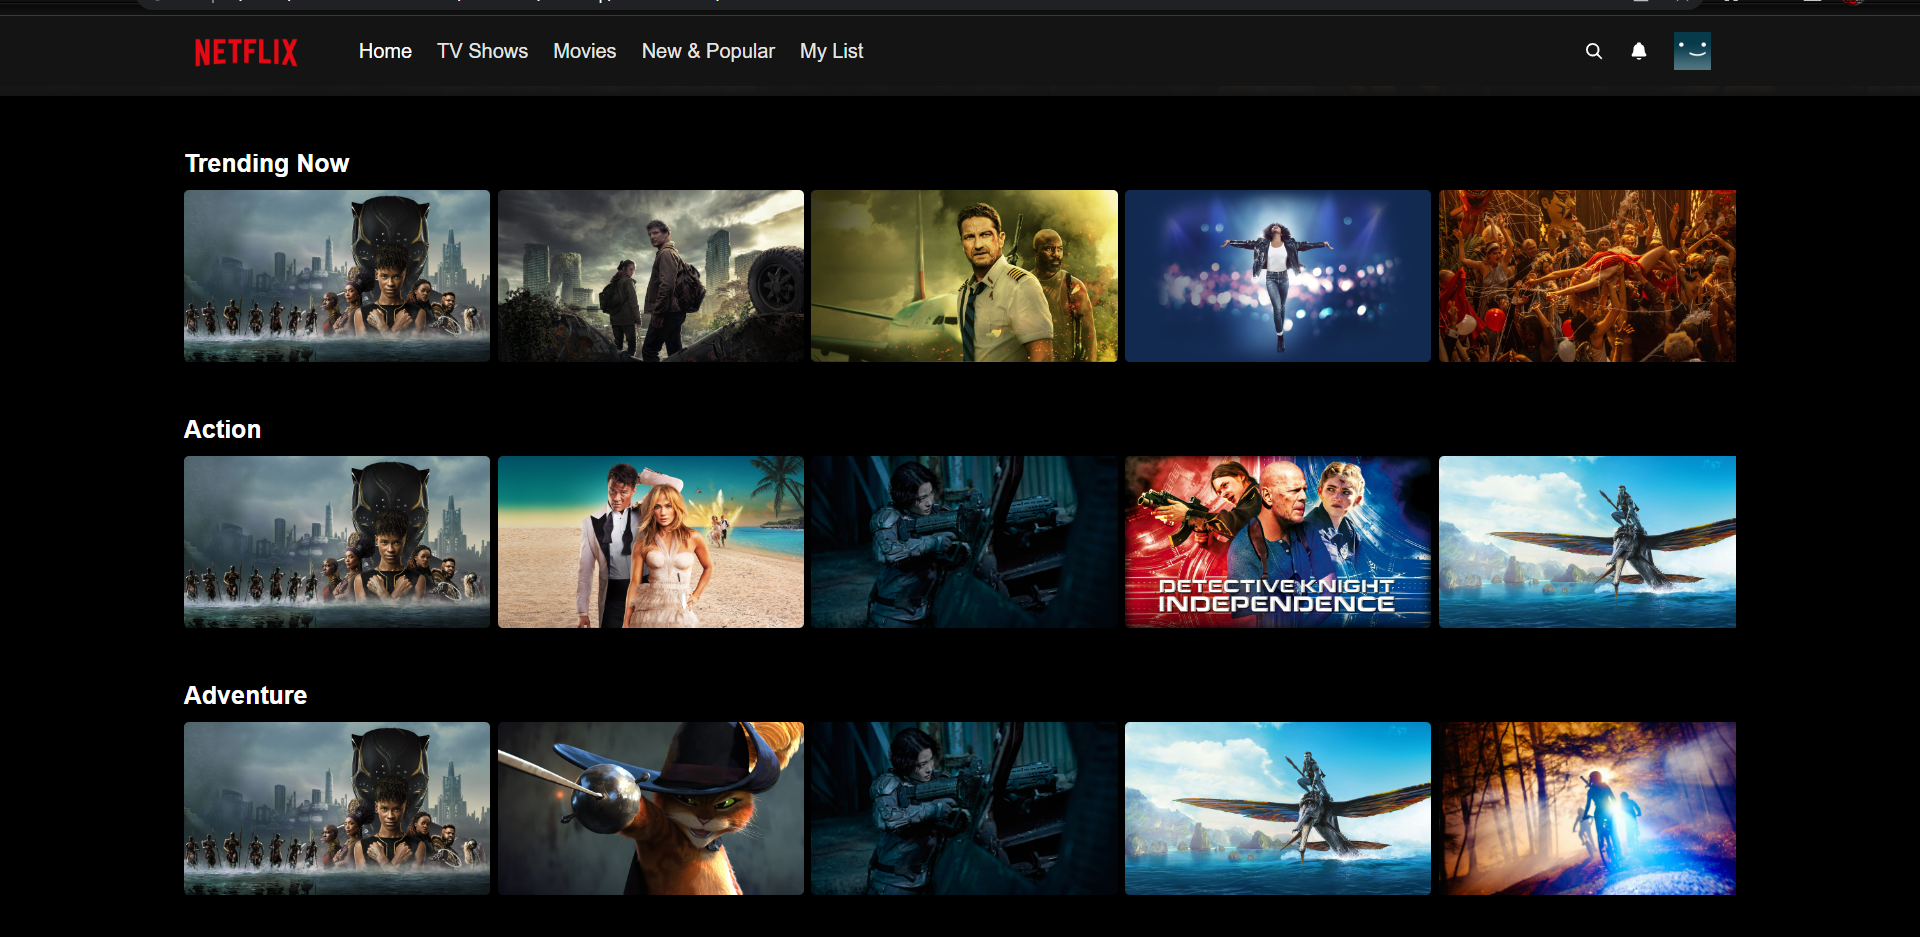 NETFLIX Home TV Shows Movies New & Popular My List
Trending Now
Action
DETECTIVE KNIGHT
INDEPENDENCE
Adventure